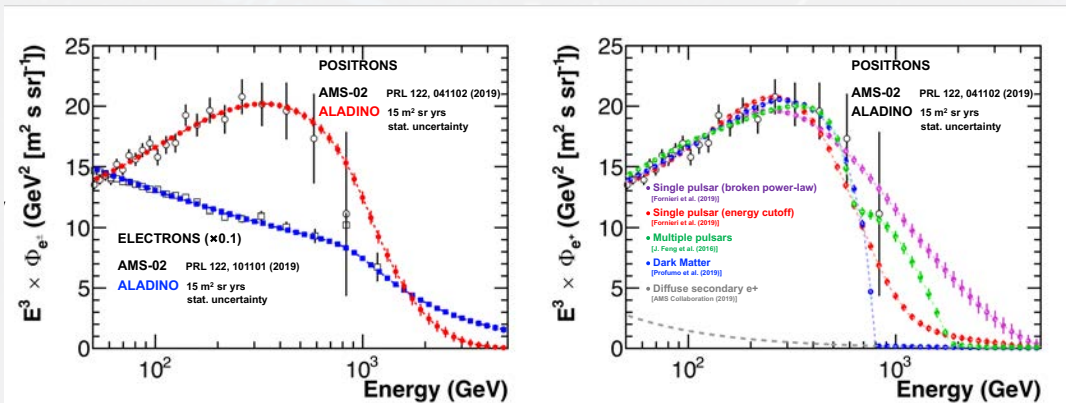 25
20
15
10
5
0
E³ × Φe± (GeV² [m² s sr]⁻¹])
POSITRONS
AMS-02 PRL 122, 041102 (2019)
ALADINO 15 m² sr yrs
stat. uncertainty
ELECTRONS (×0.1)
AMS-02 PRL 122, 101101 (2019)
ALADINO 15 m² sr yrs
stat. uncertainty
10² 10³
Energy (GeV)
25
20
15
10
5
0
E³ × Φe⁺ (GeV² [m² s sr]⁻¹])
POSITRONS
AMS-02 PRL 122, 041102 (2019)
ALADINO 15 m² sr yrs
stat. uncertainty
Single pulsar (broken power-law)
[Fornieri et al. (2019)]
Single pulsar (energy cutoff)
[Fornieri et al. (2019)]
Multiple pulsars
[J. Feng et al. (2016)]
Dark Matter
[Profumo et al. (2019)]
Diffuse secondary e+
[AMS Collaboration (2019)]
10² 10³
Energy (GeV)